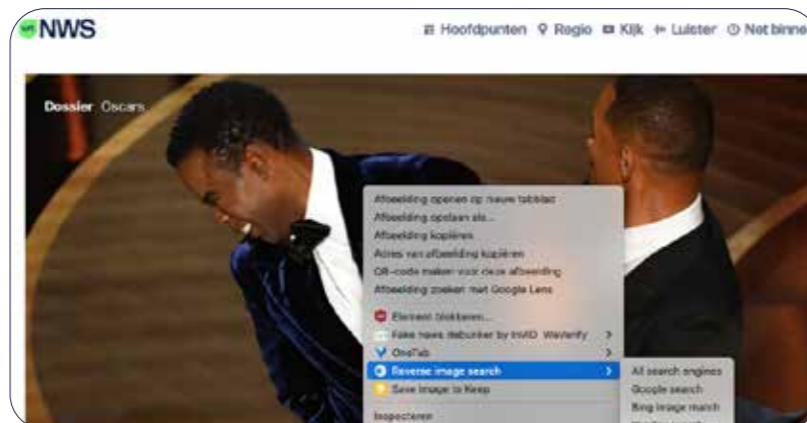 NWS
Hoofdpunten Regio Kijk Luister Net binne
Dossier Oscars
Afbeelding openen op nieuw tabblad
Afbeelding opslaan als...
Afbeelding kopiëren
Adres van afbeelding kopiëren
QR-code maken voor deze afbeelding
Afbeelding zoeken met Google Lens
Element blokkeren...
Fake news debunker by InVID WeVerify
OneTab
Reverse image search
All search engines
Save Image to Keep
Google search
Bing image match
Inspecteren